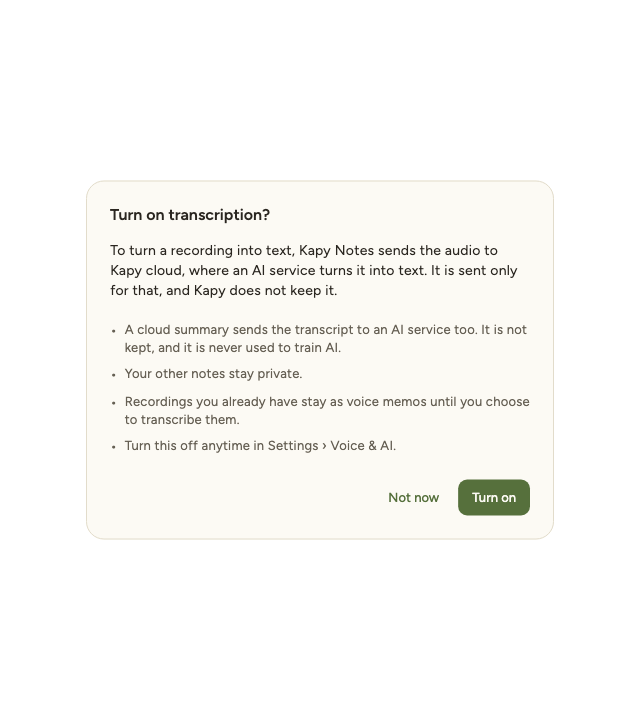 Turn on transcription?
To turn a recording into text, Kapy Notes sends the audio to
Kapy cloud, where an AI service turns it into text. It is sent only
for that, and Kapy does not keep it.
• A cloud summary sends the transcript to an AI service too. It is not
kept, and it is never used to train AI.
• Your other notes stay private.
• Recordings you already have stay as voice memos until you choose
to transcribe them.
• Turn this off anytime in Settings › Voice & AI.
Not now Turn on